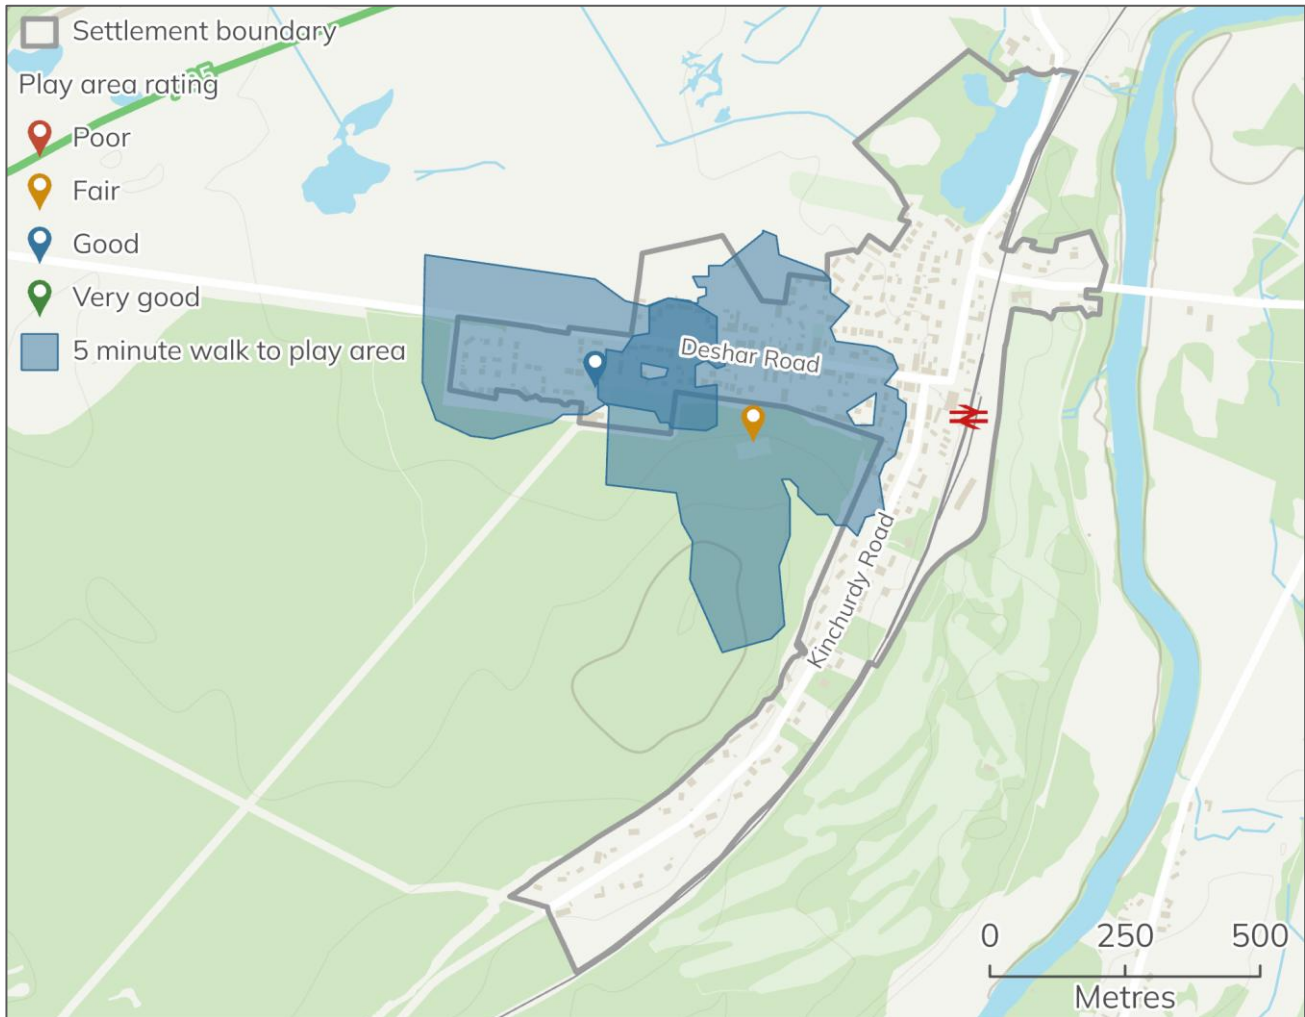 Settlement boundary
Play area rating
Poor
Fair
Good
Very good
5 minute walk to play area
Deshar Road
Kinchurdy Road
0 250 500
Metres